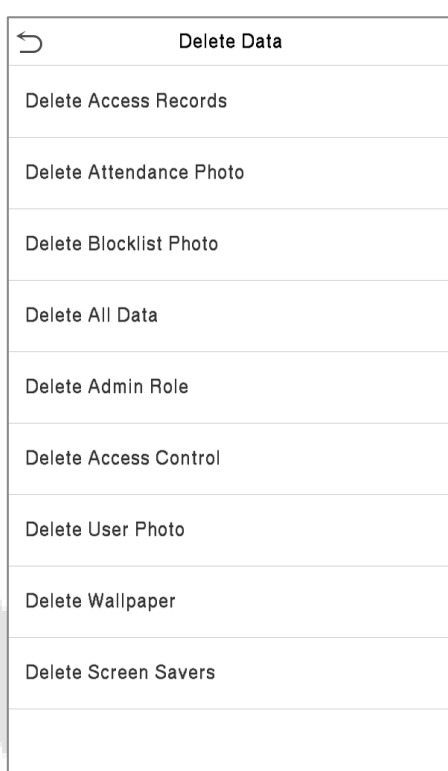 Delete Data
Delete Access Records
Delete Attendance Photo
Delete Blocklist Photo
Delete All Data
Delete Admin Role
Delete Access Control
Delete User Photo
Delete Wallpaper
Delete Screen Savers